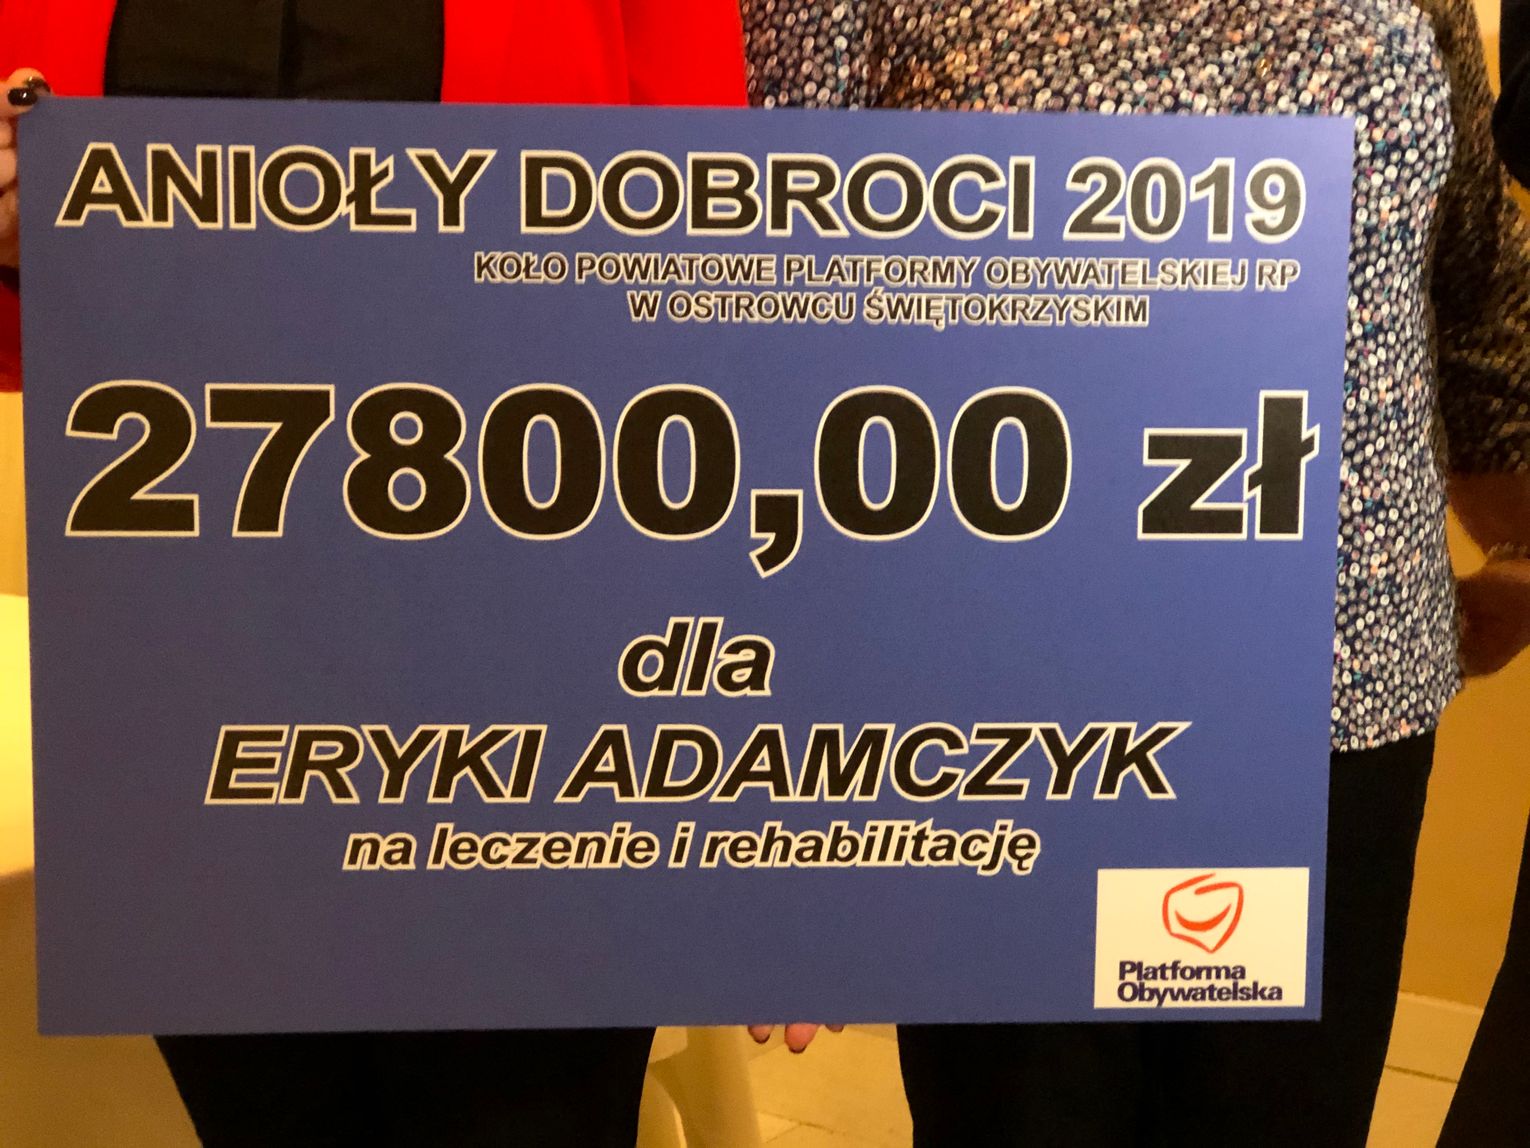 ANIOŁY DOBROCI 2019
KOŁO POWIATOWE PLATFORMY OBYWATELSKIEJ RP
W OSTROWCU ŚWIĘTOKRZYSKIM
27800,00 zł
dla
ERYKI ADAMCZYK
na leczenie i rehabilitację
Platforma
Obywatelska